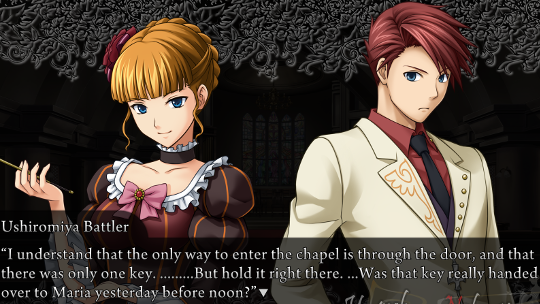 Ushiromiya Battler
“I understand that the only way to enter the chapel is through the door, and that
there was only one key. .........But hold it right there. ...Was that key really handed
over to Maria yesterday before noon?”▼